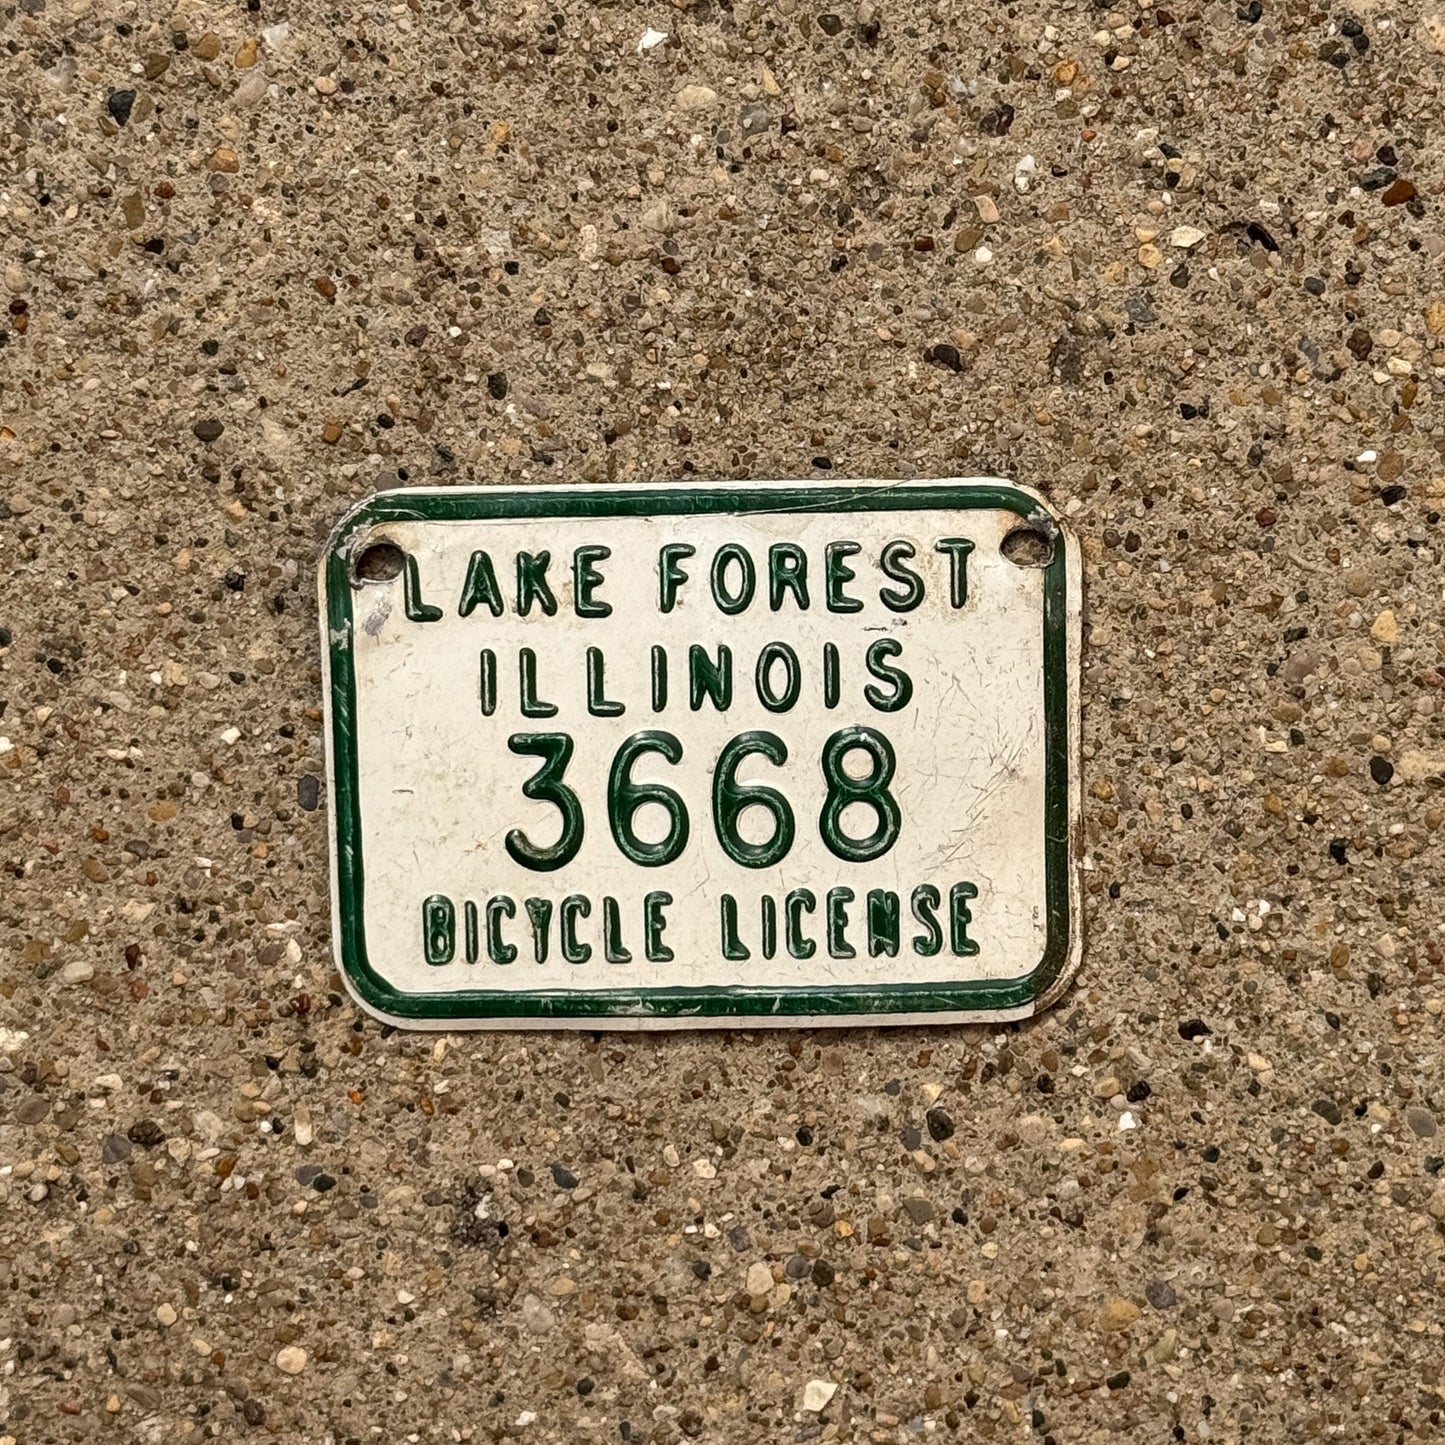 LAKE FOREST
ILLINOIS
3668
BICYCLE LICENSE